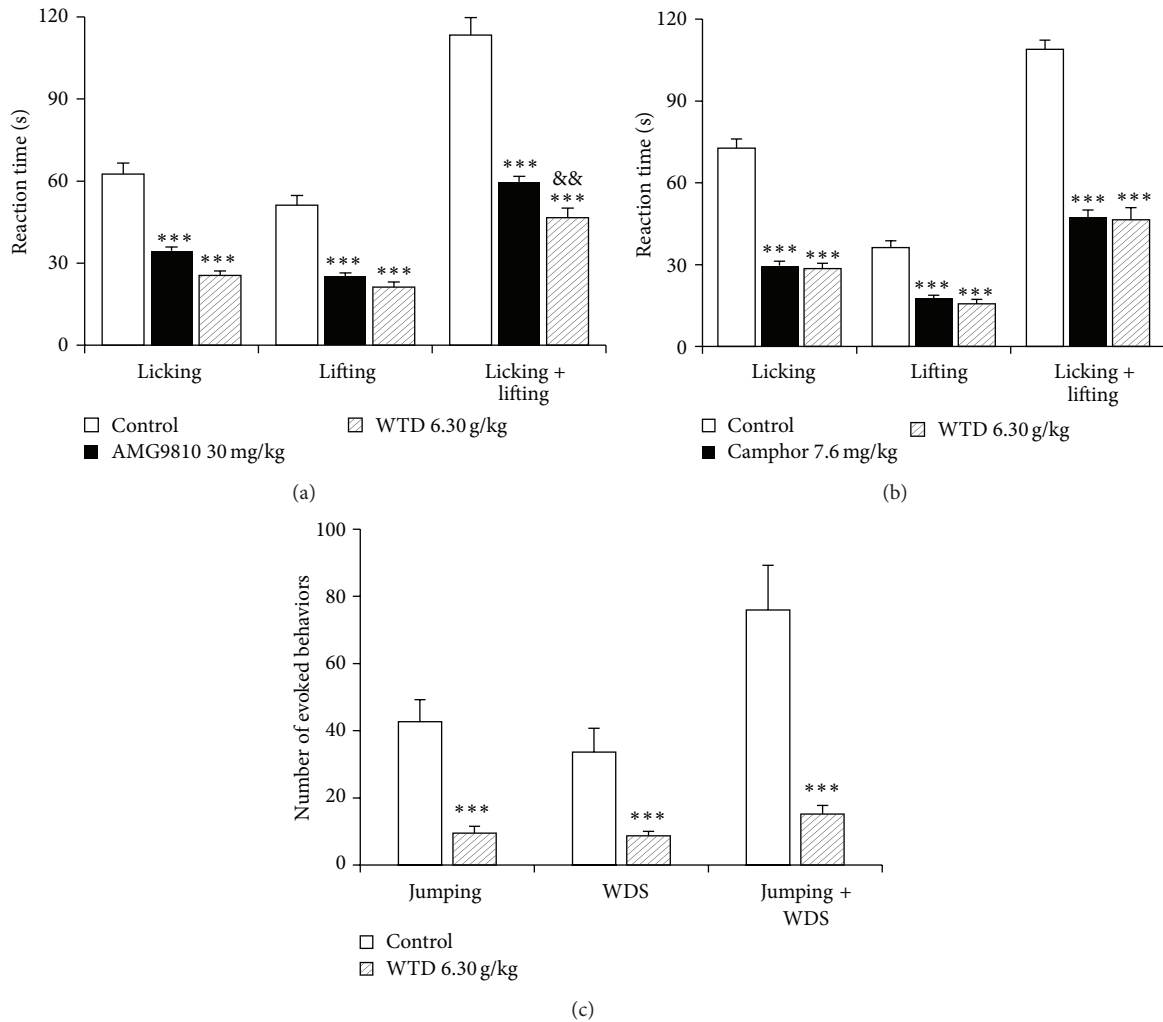 120
90
60
30
0
Reaction time (s)
***
***
***
***
***
&&
***
Licking
Lifting
Licking +
lifting
Control
WTD 6.30 g/kg
AMG9810 30 mg/kg
(a)
120
90
60
30
0
Reaction time (s)
***
***
***
***
***
***
Licking
Lifting
Licking +
lifting
Control
WTD 6.30 g/kg
Camphor 7.6 mg/kg
(b)
100
80
60
40
20
0
Number of evoked behaviors
***
***
***
Jumping
WDS
Jumping +
WDS
Control
WTD 6.30 g/kg
(c)